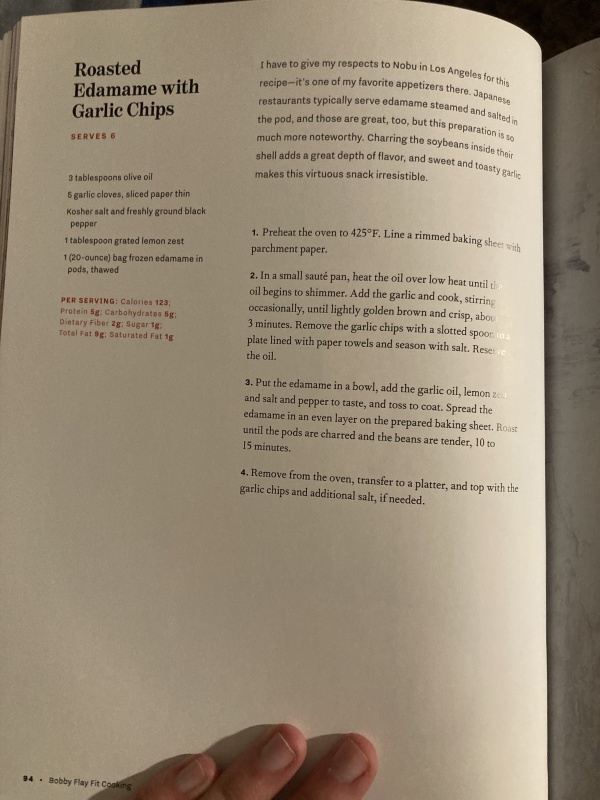 Roasted
Edamame with
Garlic Chips
SERVES 6
3 tablespoons olive oil
6 garlic cloves, sliced paper thin
Kosher salt and freshly ground black
pepper
1 tablespoon grated lemon zest
1 (20-ounce) bag frozen edamame in
pods, thawed
PER SERVING: Calories 123;
Protein 5g; Carbohydrates 5g;
Dietary Fiber 2g; Sugar 1g;
Total Fat 9g; Saturated Fat 1g
I have to give my respects to Nobu in Los Angeles for this
recipe—it's one of my favorite appetizers there. Japanese
restaurants typically serve edamame steamed and salted in
the pod, and those are great, too, but this preparation is so
much more noteworthy. Charring the soybeans inside their
shell adds a great depth of flavor, and sweet and toasty garlic
makes this virtuous snack irresistible.
1. Preheat the oven to 425°F. Line a rimmed baking sheet with
parchment paper.
2. In a small sauté pan, heat the oil over low heat until the
oil begins to shimmer. Add the garlic and cook, stirring
occasionally, until lightly golden brown and crisp, about
3 minutes. Remove the garlic chips with a slotted spoon to a
plate lined with paper towels and season with salt. Reserve
the oil.
3. Put the edamame in a bowl, add the garlic oil, lemon zest,
and salt and pepper to taste, and toss to coat. Spread the
edamame in an even layer on the prepared baking sheet. Roast
until the pods are charred and the beans are tender, 10 to
15 minutes.
4. Remove from the oven, transfer to a platter, and top with the
garlic chips and additional salt, if needed.
94 • Bobby Flay Fit Cooking